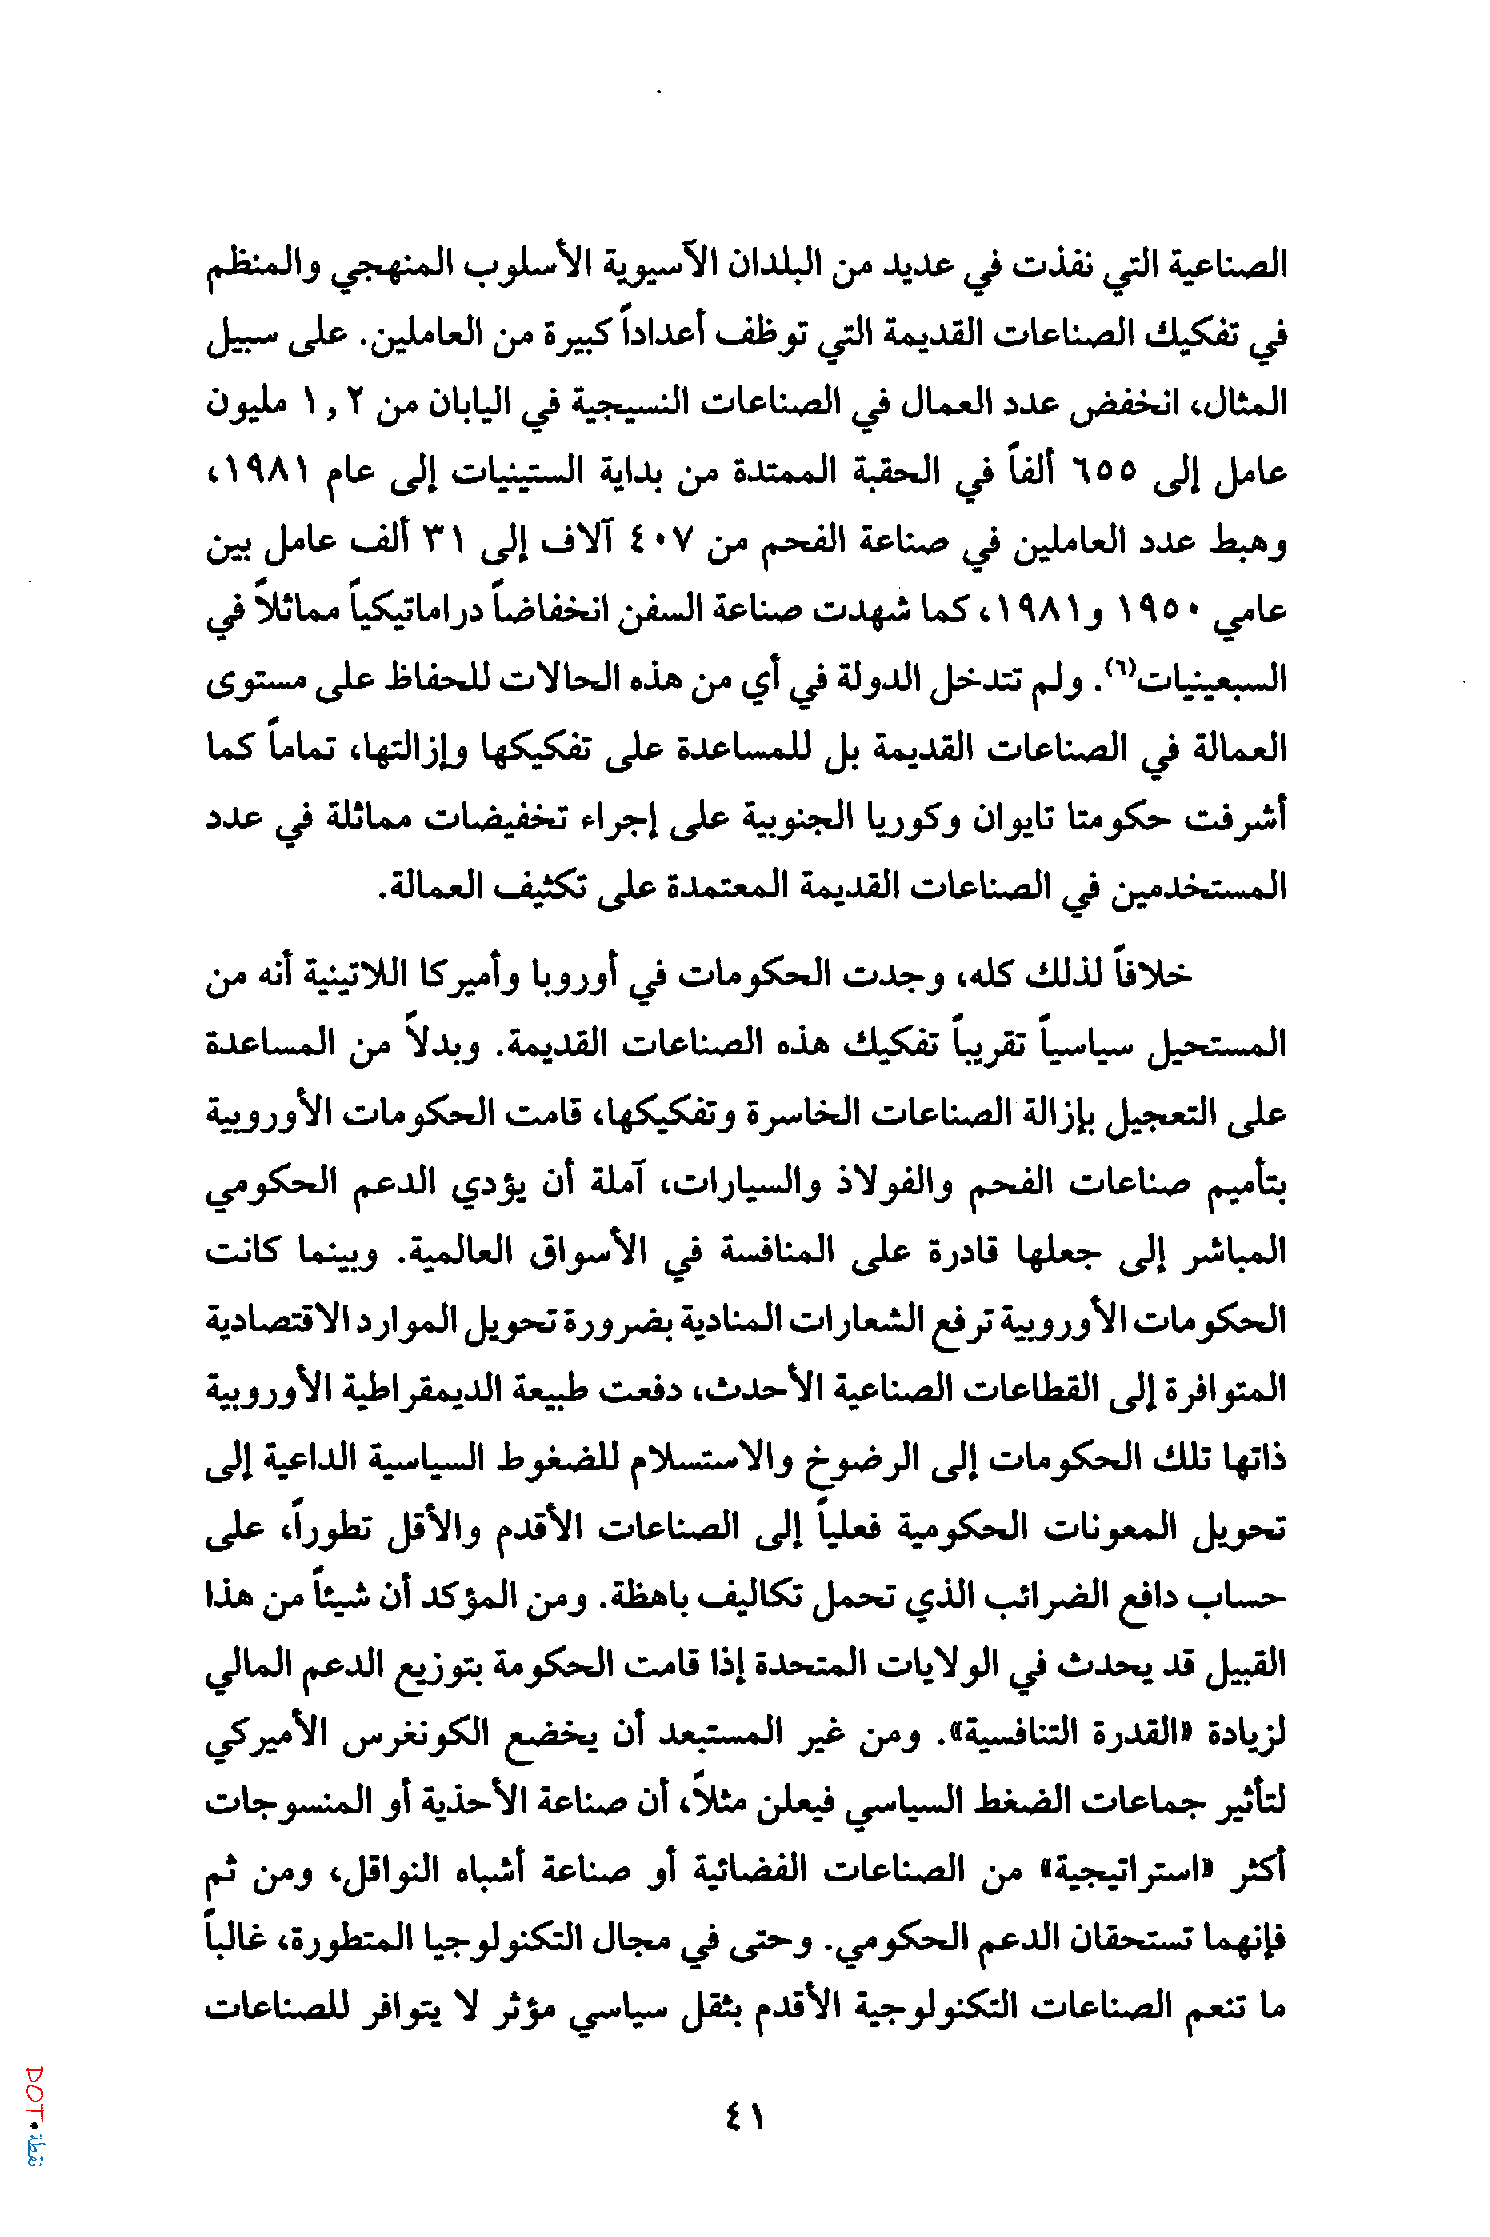 الصناعية التي نفذت في عديد من البلدان الآسيوية الأسلوب المنهجي والمنظم
في تفكيك الصناعات القديمة التي توظف أعداداً كبيرة من العاملين. على سبيل
المثال، انخفض عدد العمال في الصناعات النسيجية في اليابان من ١,٢ مليون
عامل إلى ٦٥٥ ألفاً في الحقبة الممتدة من بداية الستينيات إلى عام ١٩٨١،
وهبط عدد العاملين في صناعة الفحم من ٤٠٧ آلاف إلى ٣١ ألف عامل بين
عامي ١٩٥٠ و١٩٨١، كما شهدت صناعة السفن انخفاضاً دراماتيكياً مماثلاً في
السبعينيات(٦). ولم تتدخل الدولة في أي من هذه الحالات للحفاظ على مستوى
العمالة في الصناعات القديمة بل للمساعدة على تفكيكها وإزالتها، تماماً كما
أشرفت حكومتا تايوان وكوريا الجنوبية على إجراء تخفيضات مماثلة في عدد
المستخدمين في الصناعات القديمة المعتمدة على تكثيف العمالة.
خلافاً لذلك كله، وجدت الحكومات في أوروبا وأميركا اللاتينية أنه من
المستحيل سياسياً تقريباً تفكيك هذه الصناعات القديمة. وبدلاً من المساعدة
على التعجيل بإزالة الصناعات الخاسرة وتفكيكها، قامت الحكومات الأوروبية
بتأميم صناعات الفحم والفولاذ والسيارات، آملة أن يؤدي الدعم الحكومي
المباشر إلى جعلها قادرة على المنافسة في الأسواق العالمية. وبينما كانت
الحكومات الأوروبية ترفع الشعارات المنادية بضرورة تحويل الموارد الاقتصادية
المتوافرة إلى القطاعات الصناعية الأحدث، دفعت طبيعة الديمقراطية الأوروبية
ذاتها تلك الحكومات إلى الرضوخ والاستسلام للضغوط السياسية الداعية إلى
تحويل المعونات الحكومية فعلياً إلى الصناعات الأقدم والأقل تطوراً، على
حساب دافع الضرائب الذي تحمل تكاليف باهظة. ومن المؤكد أن شيئاً من هذا
القبيل قد يحدث في الولايات المتحدة إذا قامت الحكومة بتوزيع الدعم المالي
لزيادة «القدرة التنافسية». ومن غير المستبعد أن يخضع الكونغرس الأميركي
لتأثير جماعات الضغط السياسي فيعلن مثلاً، أن صناعة الأحذية أو المنسوجات
أكثر «استراتيجية» من الصناعات الفضائية أو صناعة أشباه النواقل، ومن ثم
فإنهما تستحقان الدعم الحكومي. وحتى في مجال التكنولوجيا المتطورة، غالباً
ما تنعم الصناعات التكنولوجية الأقدم بثقل سياسي مؤثر لا يتوافر للصناعات
٤١
DOT نقطة